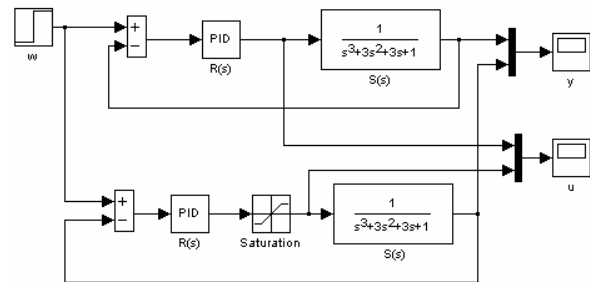 w
+
−
PID
R(s)
1
s³+3s²+3s+1
S(s)
y
u
+
−
PID
R(s)
Saturation
1
s³+3s²+3s+1
S(s)